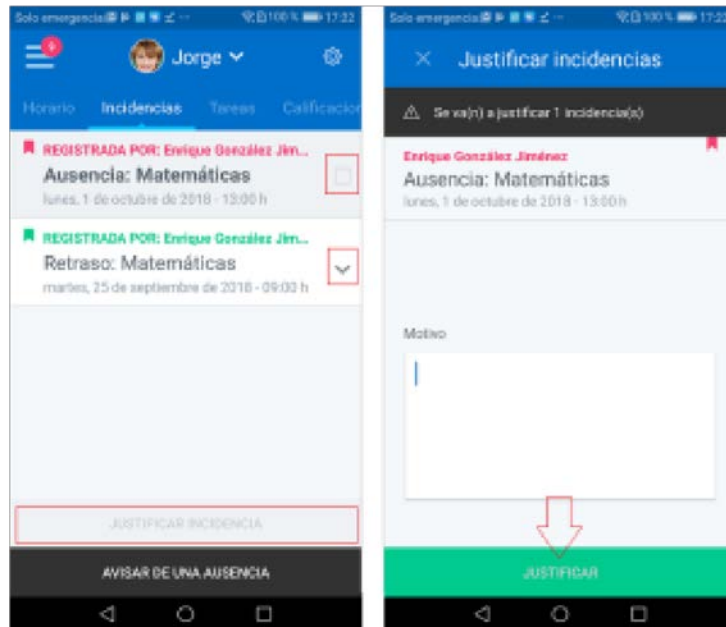 Solo emergencia 100 % 17:22
Jorge
Horario Incidencias Tareas Calificacion
REGISTRADA POR: Enrique González Jim...
Ausencia: Matemáticas
lunes, 1 de octubre de 2018 - 13:00 h
REGISTRADA POR: Enrique González Jim...
Retraso: Matemáticas
martes, 25 de septiembre de 2018 - 09:00 h
JUSTIFICAR INCIDENCIA
AVISAR DE UNA AUSENCIA
Solo emergencia 100 % 17:22
Justificar incidencias
Se va(n) a justificar 1 incidencia(s)
Enrique González Jiménez
Ausencia: Matemáticas
lunes, 1 de octubre de 2018 - 13:00 h
Motivo
JUSTIFICAR